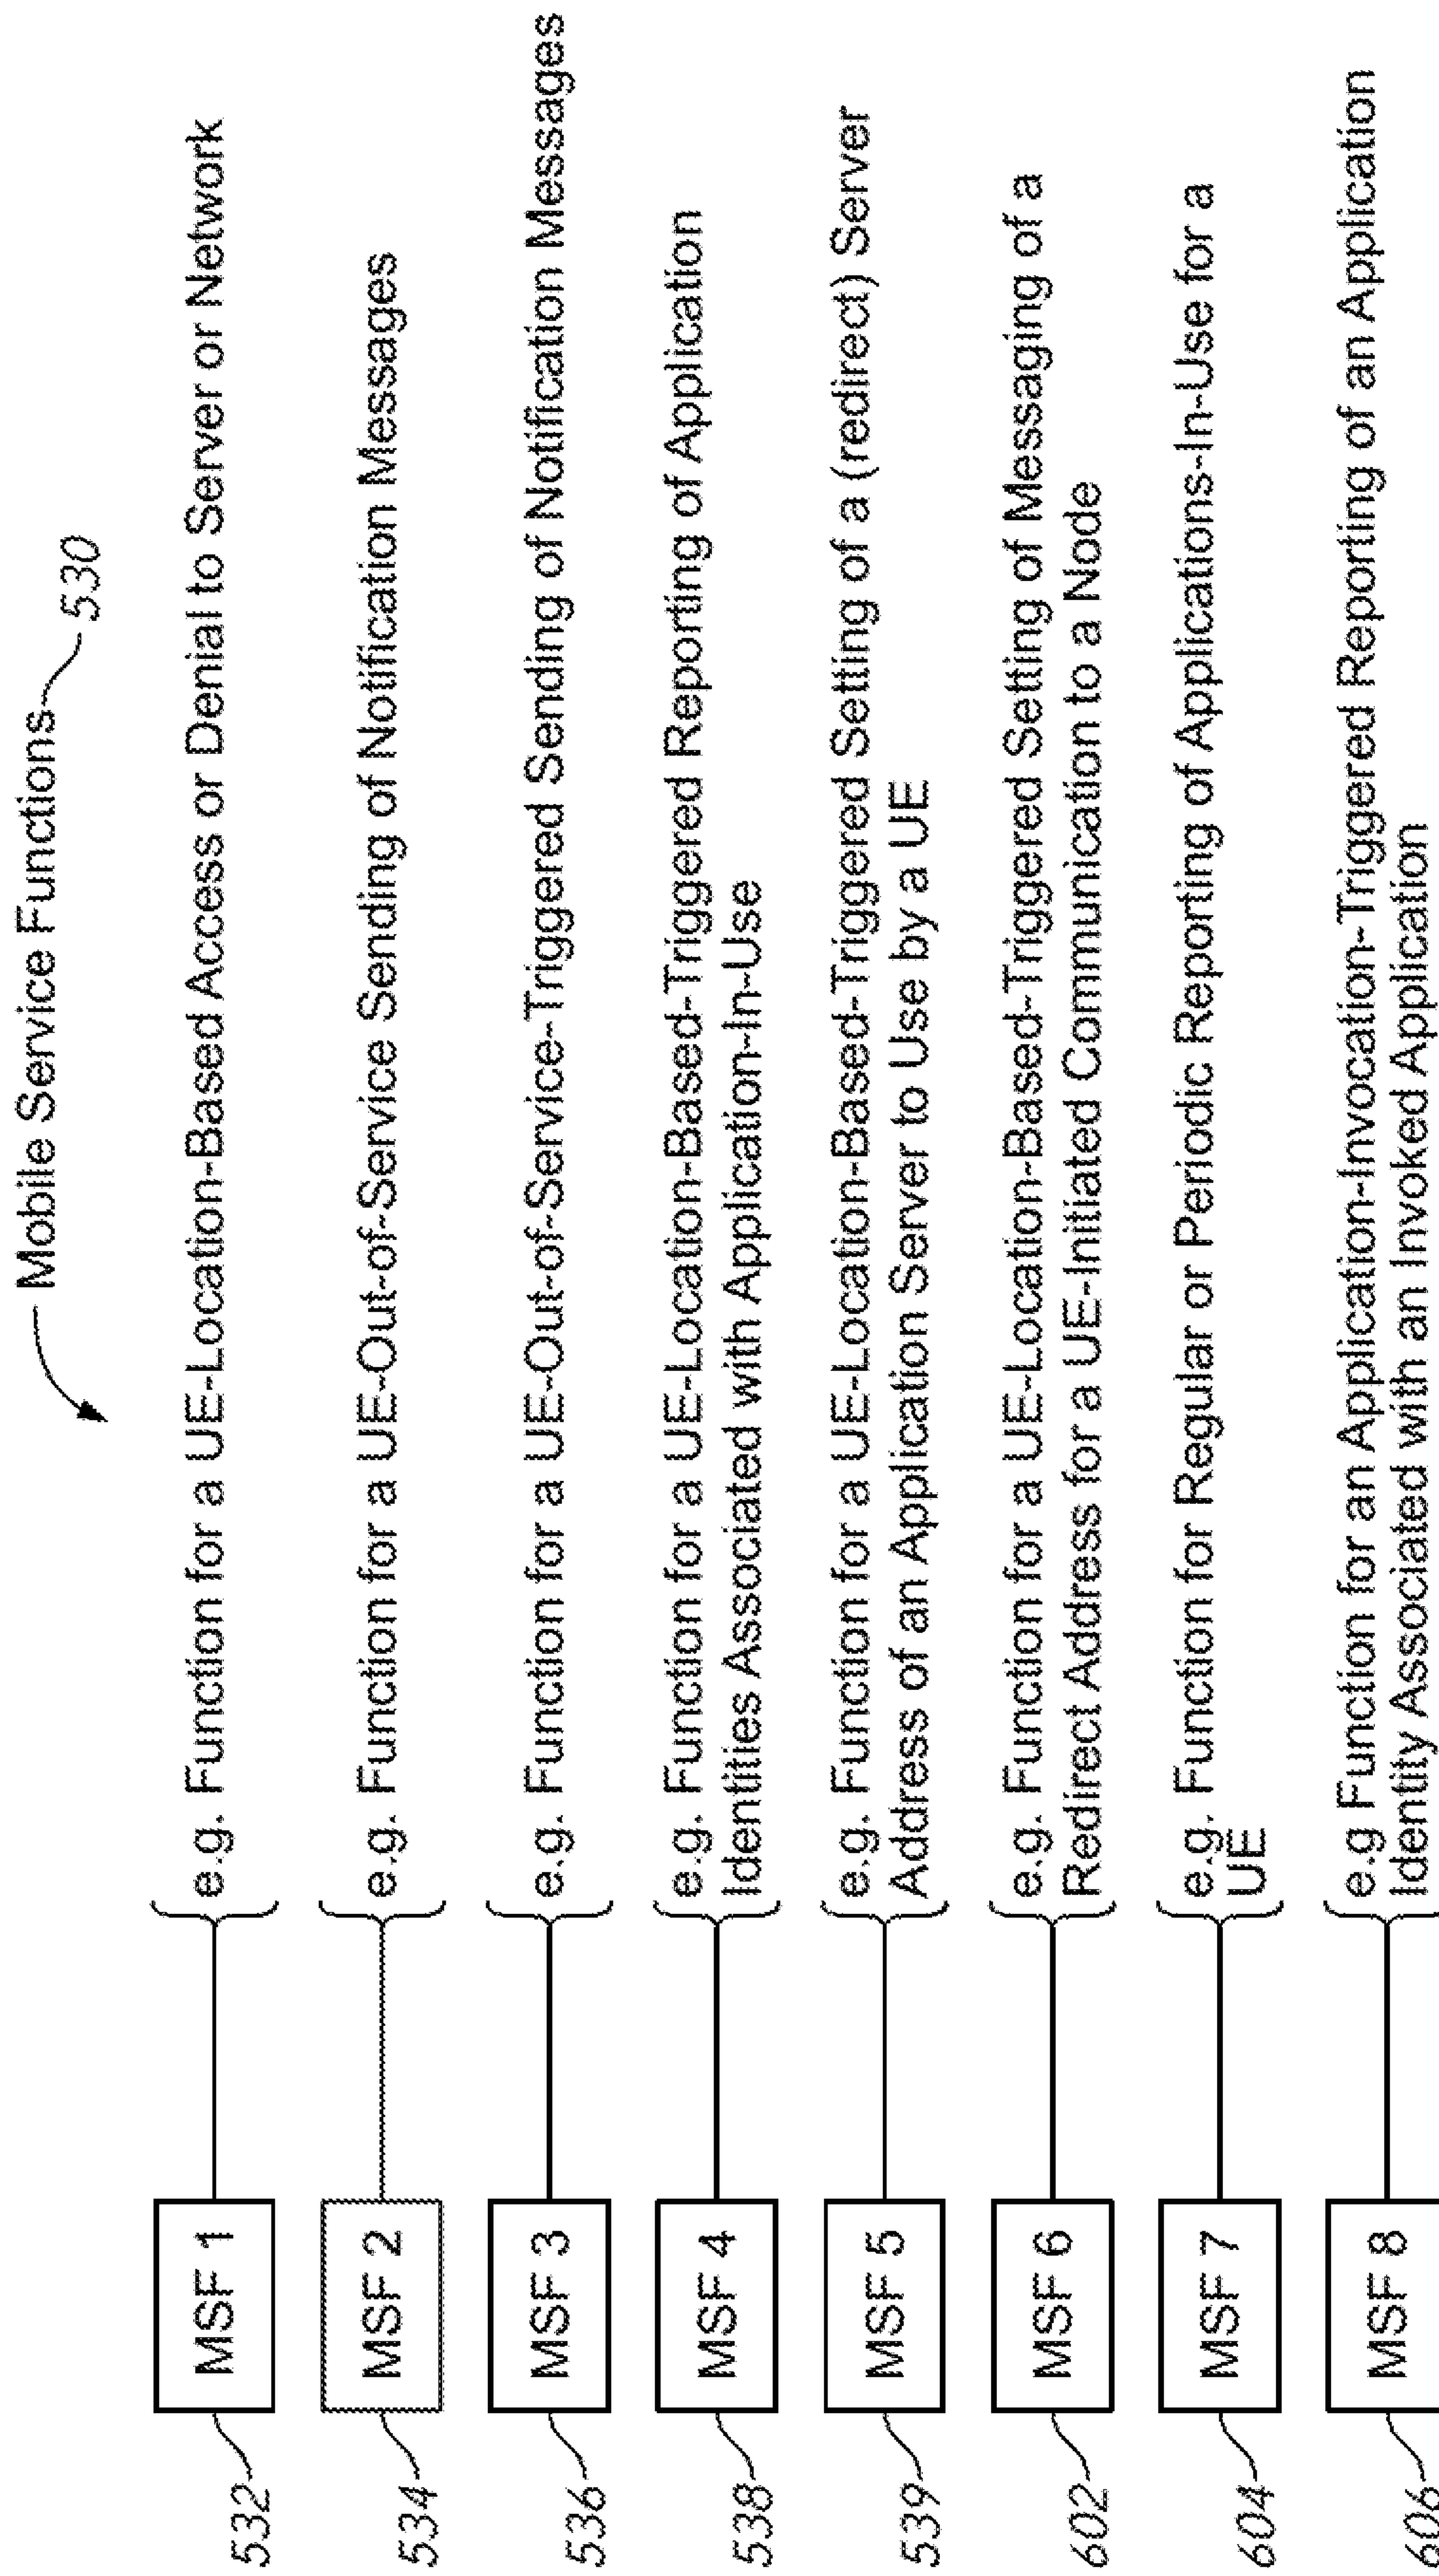 Mobile Service Functions 530
532 MSF 1 e.g. Function for a UE-Location-Based Access or Denial to Server or Network
534 MSF 2 e.g. Function for a UE-Out-of-Service Sending of Notification Messages
536 MSF 3 e.g. Function for a UE-Out-of-Service-Triggered Sending of Notification Messages
538 MSF 4 e.g. Function for a UE-Location-Based-Triggered Reporting of Application
Identities Associated with Application-In-Use
539 MSF 5 e.g. Function for a UE-Location-Based-Triggered Setting of a (redirect) Server
Address of an Application Server to Use by a UE
602 MSF 6 e.g. Function for a UE-Location-Based-Triggered Setting of Messaging of a
Redirect Address for a UE-Initiated Communication to a Node
604 MSF 7 e.g. Function for Regular or Periodic Reporting of Applications-In-Use for a
UE
606 MSF 8 e.g Function for an Application-Invocation-Triggered Reporting of an Application
Identity Associated with an Invoked Application